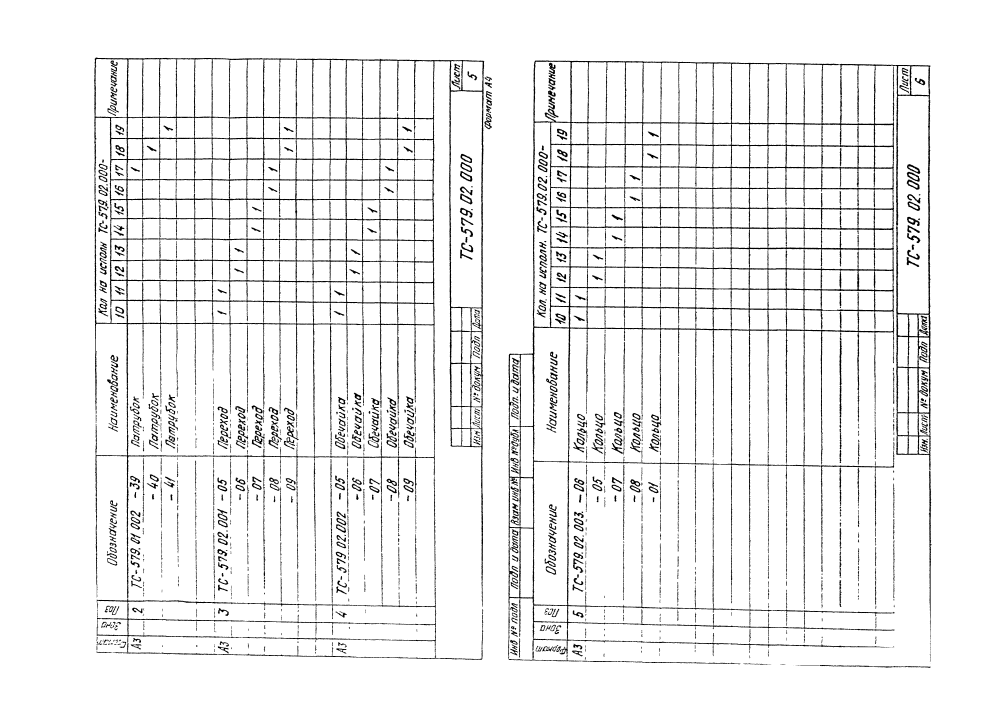 Формат Зона Поз Обозначение Наименование Кол на исполн ТС-579.02.000- Примечание
10 11 12 13 14 15 16 17 18 19
А3 2 ТС-579.01.002 -39 Патрубок 1
-40 Патрубок 1
-41 Патрубок 1
А3 3 ТС-579.02.001 -05 Переход 1 1
-06 Переход 1 1
-07 Переход 1 1
-08 Переход 1 1
-09 Переход 1 1
А3 4 ТС-579.02.002 -05 Обечайка 1 1
-06 Обечайка 1 1
-07 Обечайка 1 1
-08 Обечайка 1 1
-09 Обечайка 1 1
Изм Лист № докум Подп Дата
ТС-579.02.000
Лист
5
Формат А4
Инв № подл Подп и дата Взам инв № Инв № дубл Подп. и дата
Формат Зона Поз Обозначение Наименование Кол. на исполн. ТС-579.02.000- Примечание
10 11 12 13 14 15 16 17 18 19
А3 5 ТС-579.02.003. -06 Кольцо 1 1
-05 Кольцо 1 1
-07 Кольцо 1 1
-08 Кольцо 1 1
-01 Кольцо 1 1
Изм Лист № докум Подп Дата
ТС-579.02.000
Лист
6